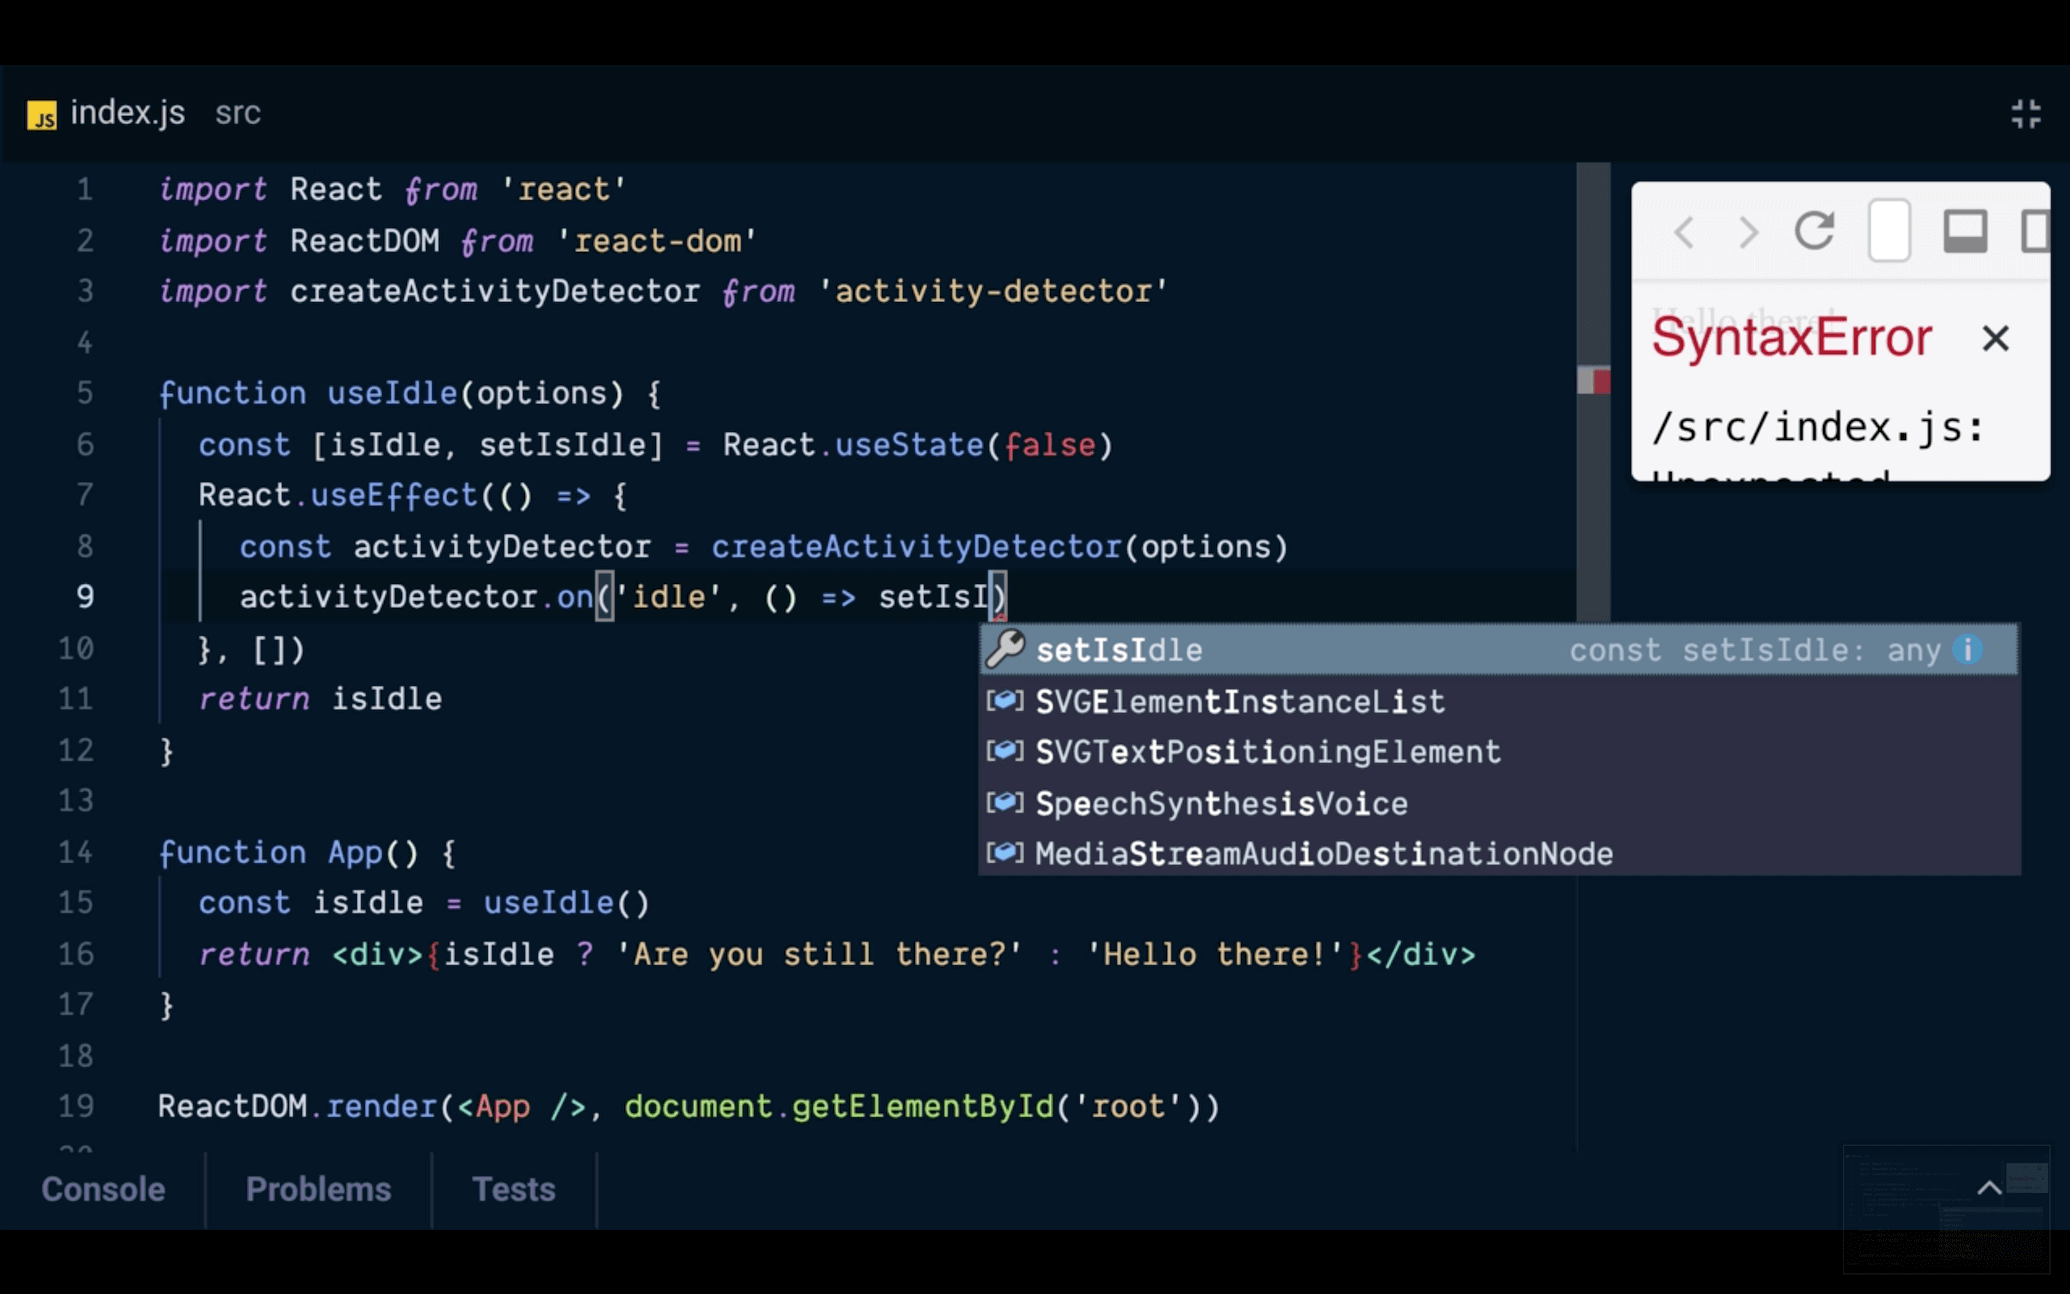 JS index.js src
1 import React from 'react'
2 import ReactDOM from 'react-dom'
3 import createActivityDetector from 'activity-detector'
4
5 function useIdle(options) {
6 const [isIdle, setIsIdle] = React.useState(false)
7 React.useEffect(() => {
8 const activityDetector = createActivityDetector(options)
9 activityDetector.on('idle', () => setIsI)
10 }, [])
11 return isIdle
12 }
13
14 function App() {
15 const isIdle = useIdle()
16 return <div>{isIdle ? 'Are you still there?' : 'Hello there!'}</div>
17 }
18
19 ReactDOM.render(<App />, document.getElementById('root'))
20
setIsIdle const setIsIdle: any
SVGElementInstanceList
SVGTextPositioningElement
SpeechSynthesisVoice
MediaStreamAudioDestinationNode
Hello there!
SyntaxError ×
/src/index.js:
Unexpected
Console Problems Tests